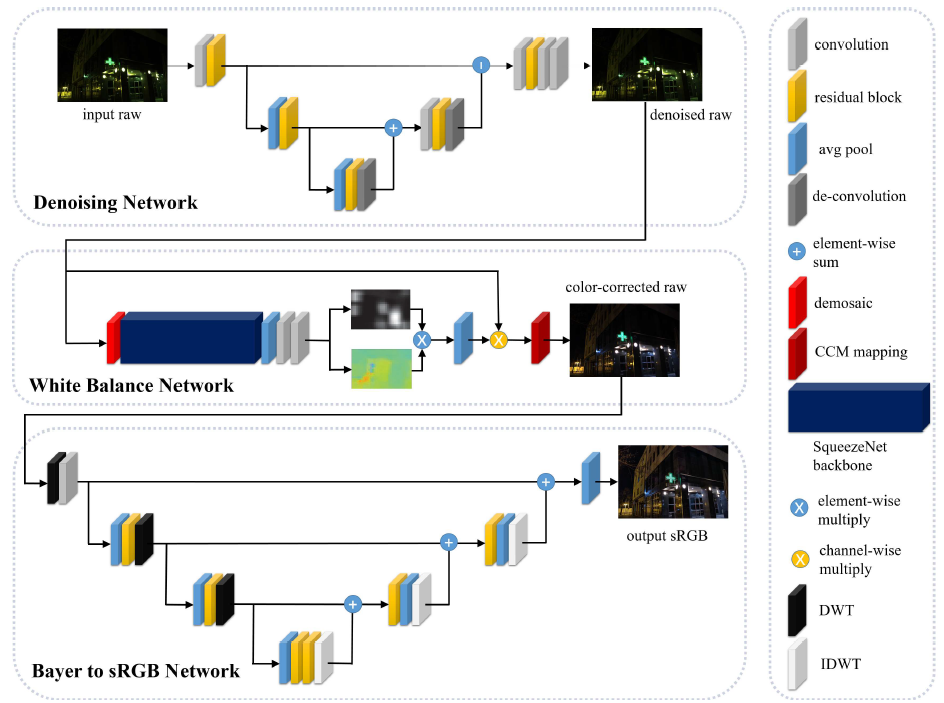 input raw
denoised raw
Denoising Network
color-corrected raw
White Balance Network
output sRGB
Bayer to sRGB Network
convolution
residual block
avg pool
de-convolution
element-wise
sum
demosaic
CCM mapping
SqueezeNet
backbone
element-wise
multiply
channel-wise
multiply
DWT
IDWT